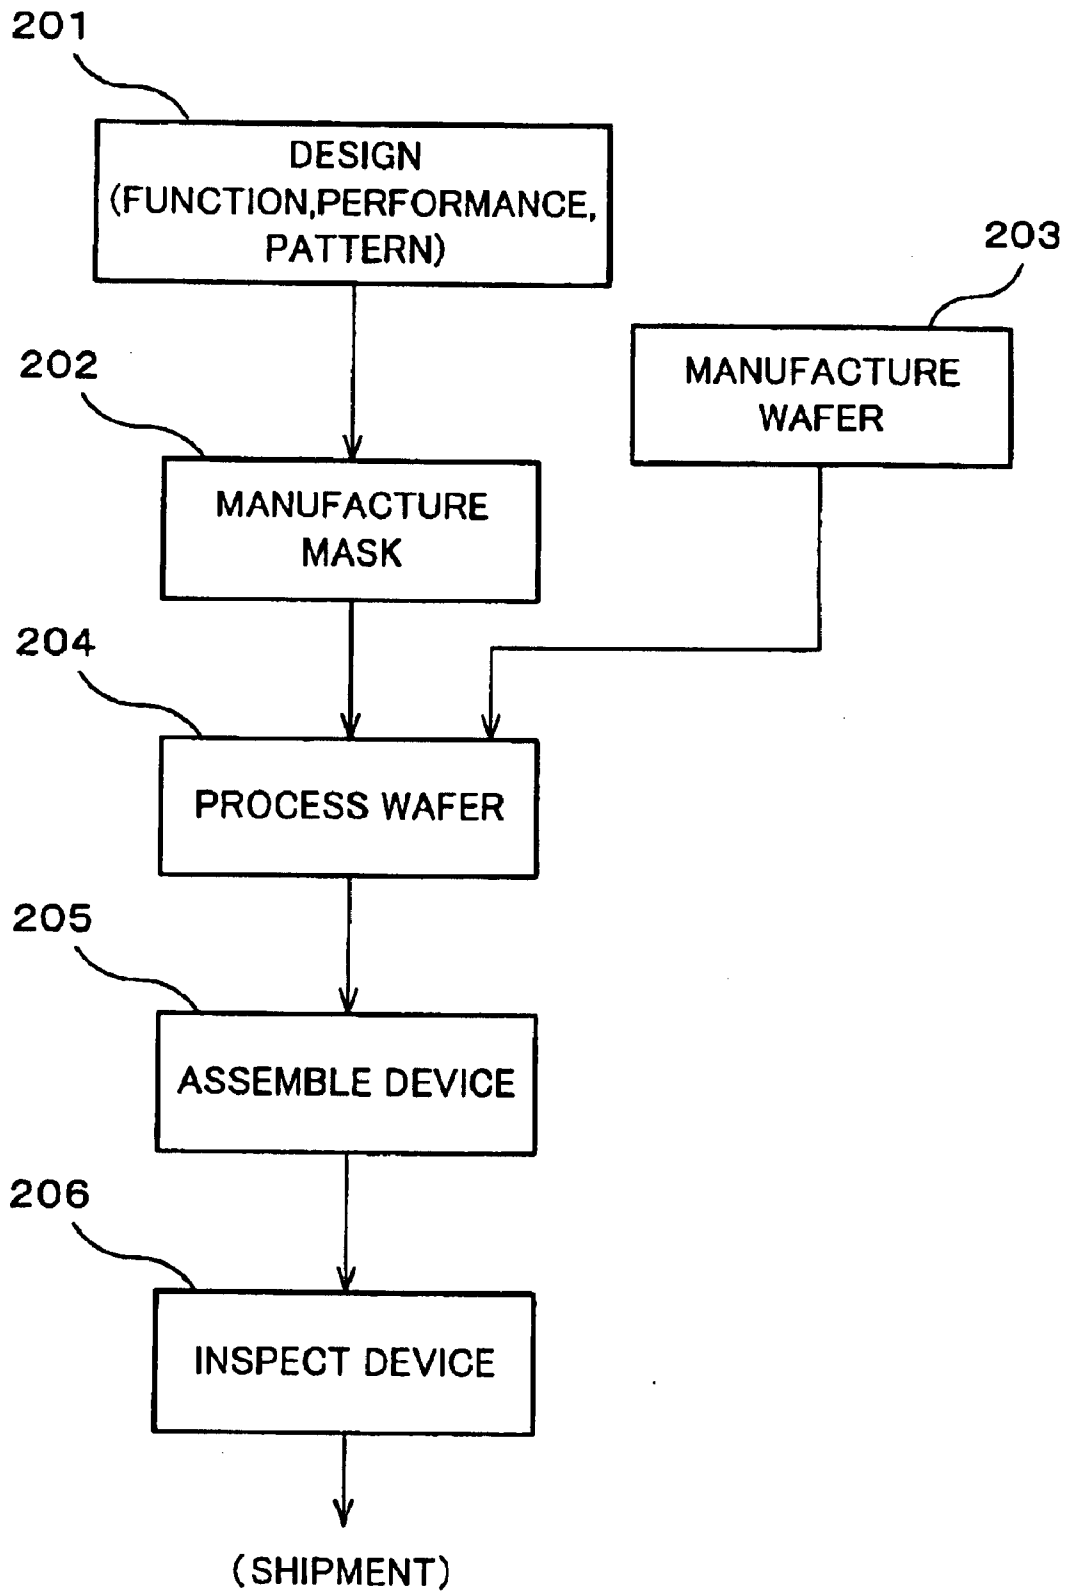 201
DESIGN
(FUNCTION,PERFORMANCE,
PATTERN)
203
MANUFACTURE
WAFER
202
MANUFACTURE
MASK
204
PROCESS WAFER
205
ASSEMBLE DEVICE
206
INSPECT DEVICE
(SHIPMENT)